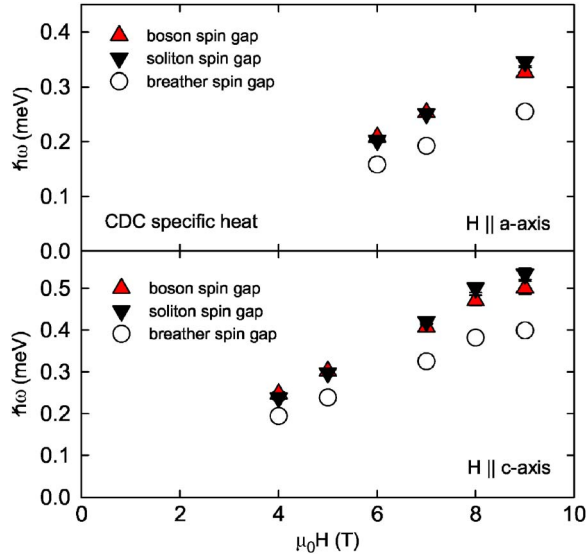 0.4
boson spin gap
soliton spin gap
breather spin gap
0.3
ħω (meV)
0.2
0.1
CDC specific heat
H || a-axis
0.0
0.5
boson spin gap
soliton spin gap
breather spin gap
0.4
ħω (meV)
0.3
0.2
0.1
H || c-axis
0.0
0 2 4 6 8 10
μ₀H (T)